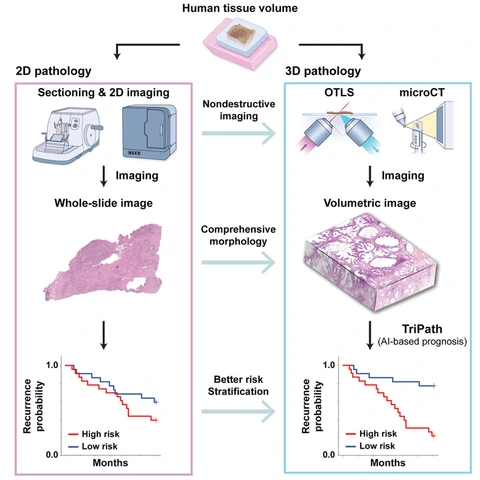 Human tissue volume
2D pathology
3D pathology
Sectioning & 2D imaging
Nondestructive
imaging
OTLS
microCT
Imaging
Imaging
Whole-slide image
Comprehensive
morphology
Volumetric image
TriPath
(AI-based prognosis)
Recurrence
probability
1.0
0.0
High risk
Low risk
Months
Better risk
Stratification
Recurrence
probability
1.0
0.0
High risk
Low risk
Months